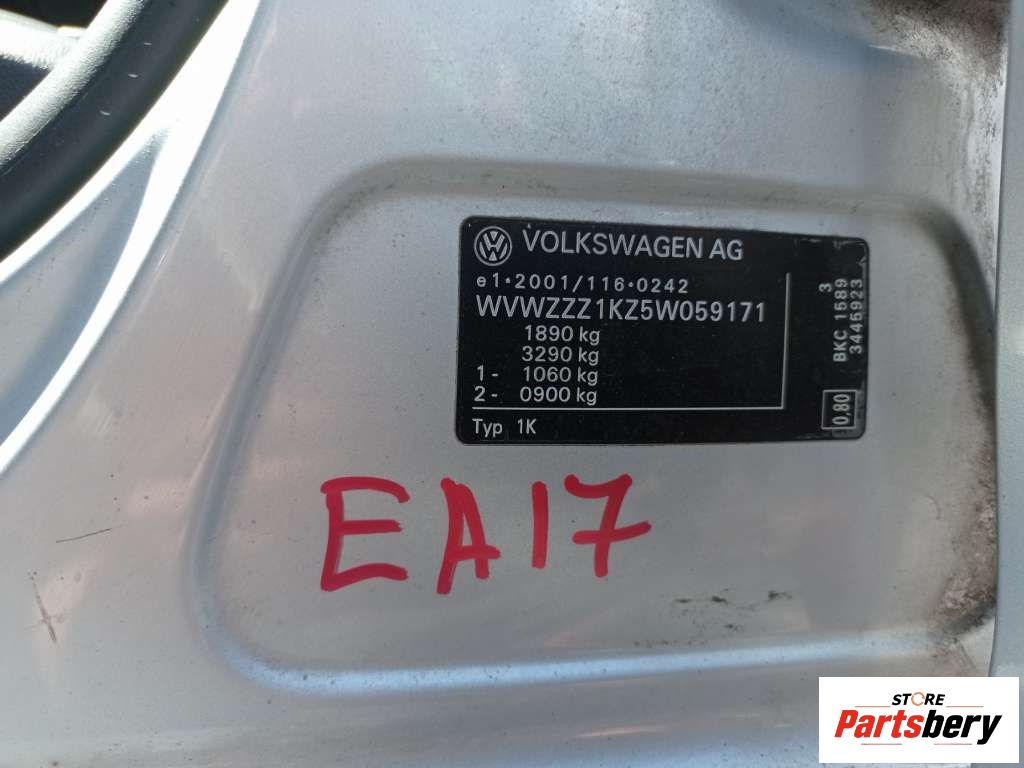 VOLKSWAGEN AG
e1*2001/116*0242
WVWZZZ1KZ5W059171
1890 kg
3290 kg
1- 1060 kg
2- 0900 kg
Typ 1K
3
BKC 1589
3445923
0,80
EA17
STORE
Partsbery